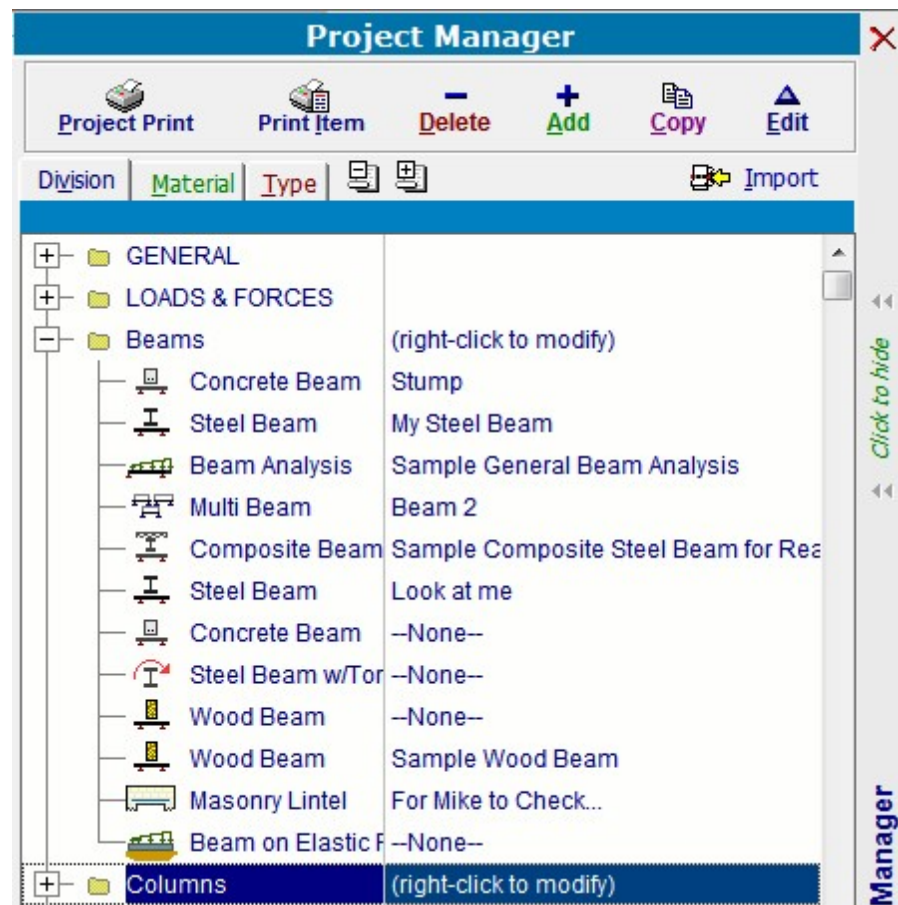 Project Manager
Project Print Print Item Delete Add Copy Edit
Division Material Type Import
GENERAL
LOADS & FORCES
Beams (right-click to modify)
Concrete Beam Stump
Steel Beam My Steel Beam
Beam Analysis Sample General Beam Analysis
Multi Beam Beam 2
Composite Beam Sample Composite Steel Beam for Rea
Steel Beam Look at me
Concrete Beam --None--
Steel Beam w/Tor --None--
Wood Beam --None--
Wood Beam Sample Wood Beam
Masonry Lintel For Mike to Check...
Beam on Elastic F --None--
Columns (right-click to modify)
Click to hide
Manager